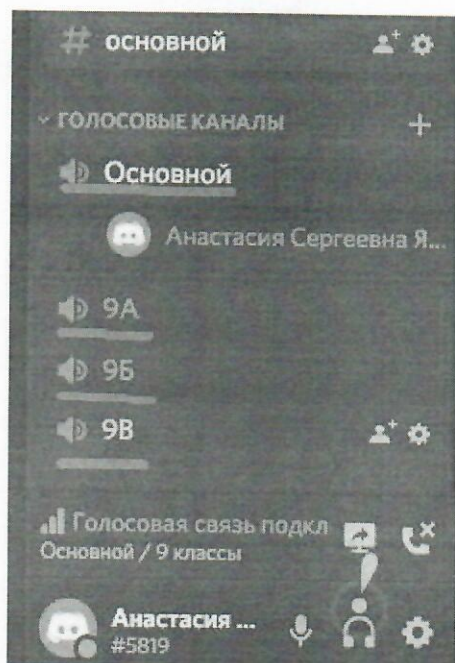 # основной
ГОЛОСОВЫЕ КАНАЛЫ
Основной
Анастасия Сергеевна Я...
9А
9Б
9В
Голосовая связь подкл
Основной / 9 классы
Анастасия ...
#5819